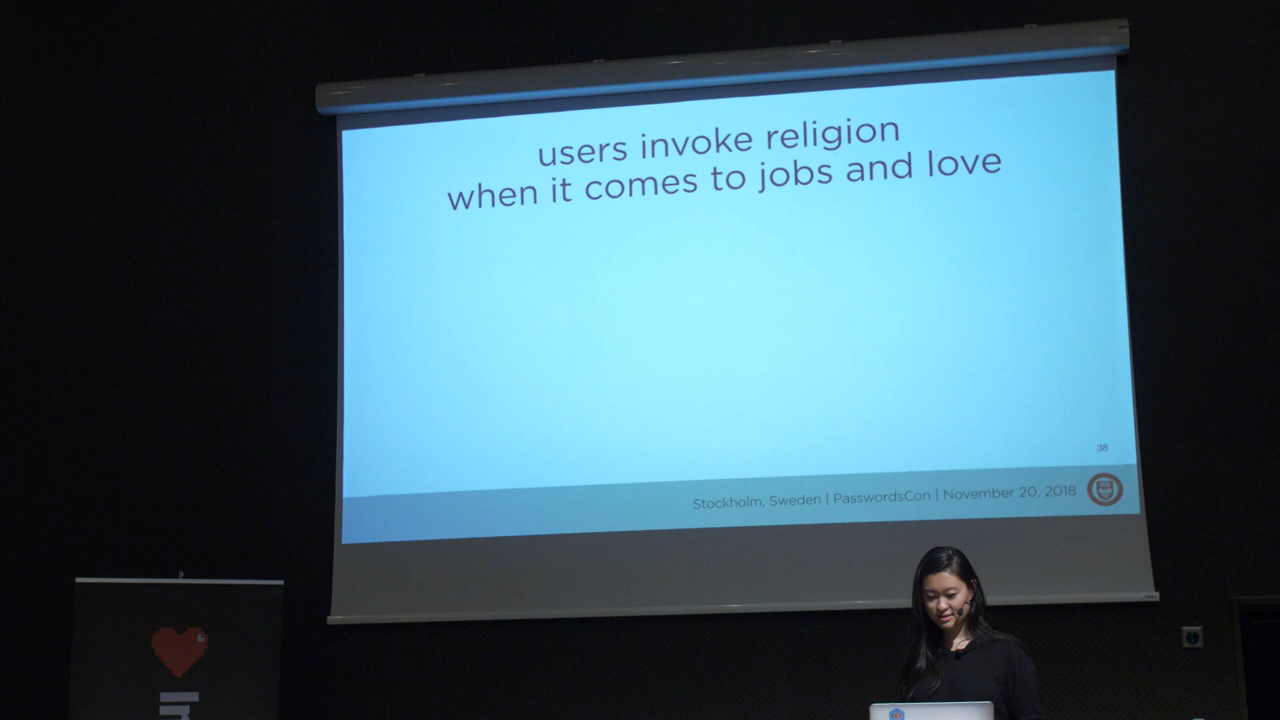 users invoke religion
when it comes to jobs and love
38
Stockholm, Sweden | PasswordsCon | November 20, 2018